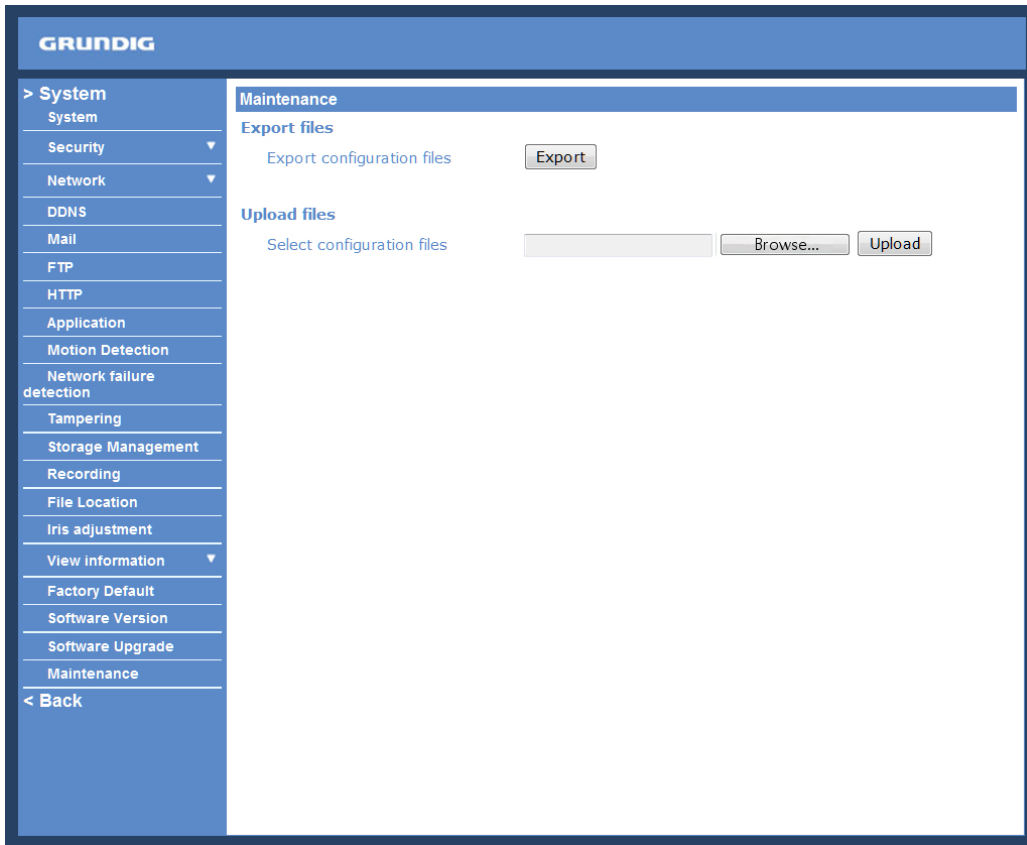 GRUNDIG
> System
System
Security
Network
DDNS
Mail
FTP
HTTP
Application
Motion Detection
Network failure
detection
Tampering
Storage Management
Recording
File Location
Iris adjustment
View information
Factory Default
Software Version
Software Upgrade
Maintenance
< Back
Maintenance
Export files
Export configuration files Export
Upload files
Select configuration files Browse... Upload